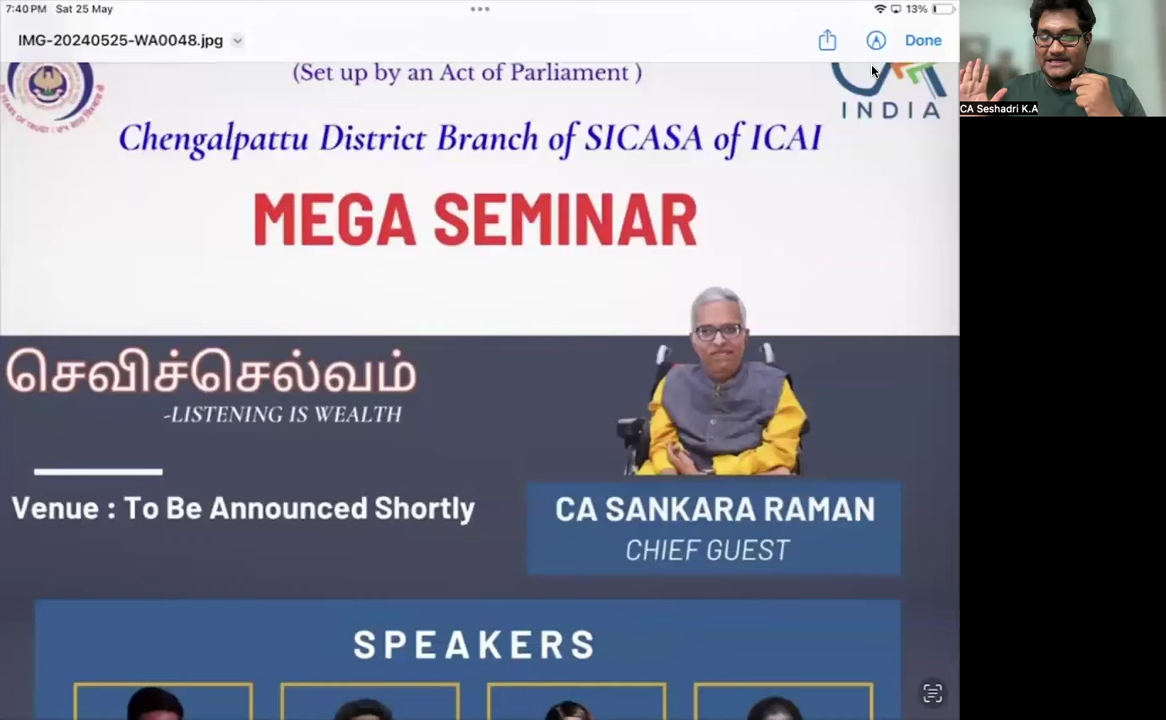 7:40 PM Sat 25 May
13%
IMG-20240525-WA0048.jpg
Done
(Set up by an Act of Parliament )
INDIA
CA Seshadri K.A
Chengalpattu District Branch of SICASA of ICAI
MEGA SEMINAR
செவிச்செல்வம்
-LISTENING IS WEALTH
Venue : To Be Announced Shortly
CA SANKARA RAMAN
CHIEF GUEST
SPEAKERS